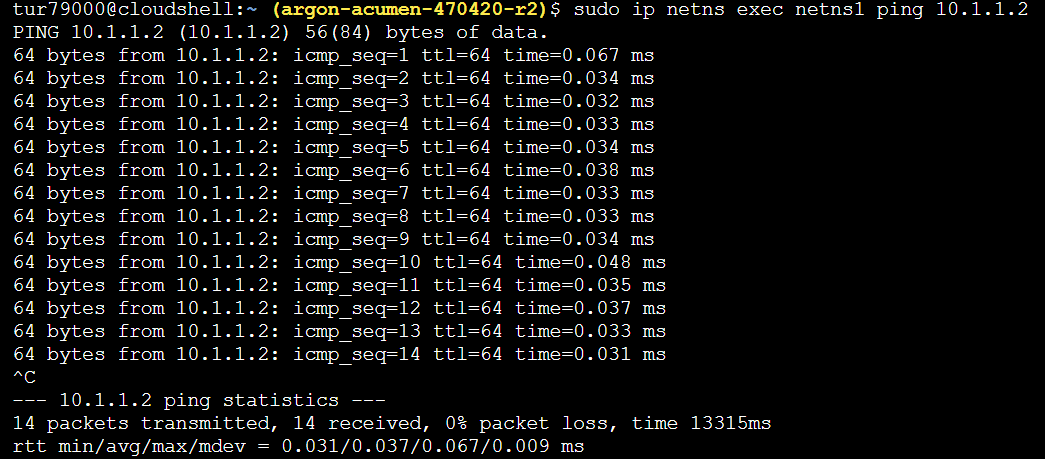 tur79000@cloudshell:~ (argon-acumen-470420-r2)$ sudo ip netns exec netns1 ping 10.1.1.2
PING 10.1.1.2 (10.1.1.2) 56(84) bytes of data.
64 bytes from 10.1.1.2: icmp_seq=1 ttl=64 time=0.067 ms
64 bytes from 10.1.1.2: icmp_seq=2 ttl=64 time=0.034 ms
64 bytes from 10.1.1.2: icmp_seq=3 ttl=64 time=0.032 ms
64 bytes from 10.1.1.2: icmp_seq=4 ttl=64 time=0.033 ms
64 bytes from 10.1.1.2: icmp_seq=5 ttl=64 time=0.034 ms
64 bytes from 10.1.1.2: icmp_seq=6 ttl=64 time=0.038 ms
64 bytes from 10.1.1.2: icmp_seq=7 ttl=64 time=0.033 ms
64 bytes from 10.1.1.2: icmp_seq=8 ttl=64 time=0.033 ms
64 bytes from 10.1.1.2: icmp_seq=9 ttl=64 time=0.034 ms
64 bytes from 10.1.1.2: icmp_seq=10 ttl=64 time=0.048 ms
64 bytes from 10.1.1.2: icmp_seq=11 ttl=64 time=0.035 ms
64 bytes from 10.1.1.2: icmp_seq=12 ttl=64 time=0.037 ms
64 bytes from 10.1.1.2: icmp_seq=13 ttl=64 time=0.033 ms
64 bytes from 10.1.1.2: icmp_seq=14 ttl=64 time=0.031 ms
^C
--- 10.1.1.2 ping statistics ---
14 packets transmitted, 14 received, 0% packet loss, time 13315ms
rtt min/avg/max/mdev = 0.031/0.037/0.067/0.009 ms